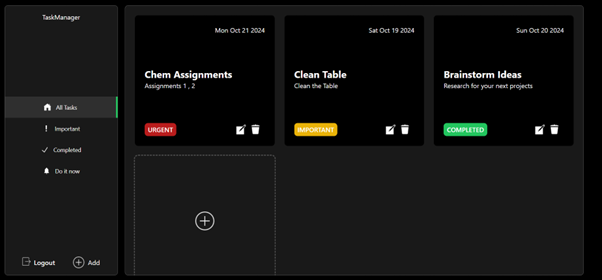 TaskManager
All Tasks
Important
Completed
Do it now
Logout
Add
Mon Oct 21 2024
Chem Assignments
Assignments 1 , 2
URGENT
Sat Oct 19 2024
Clean Table
Clean the Table
IMPORTANT
Sun Oct 20 2024
Brainstorm Ideas
Research for your next projects
COMPLETED